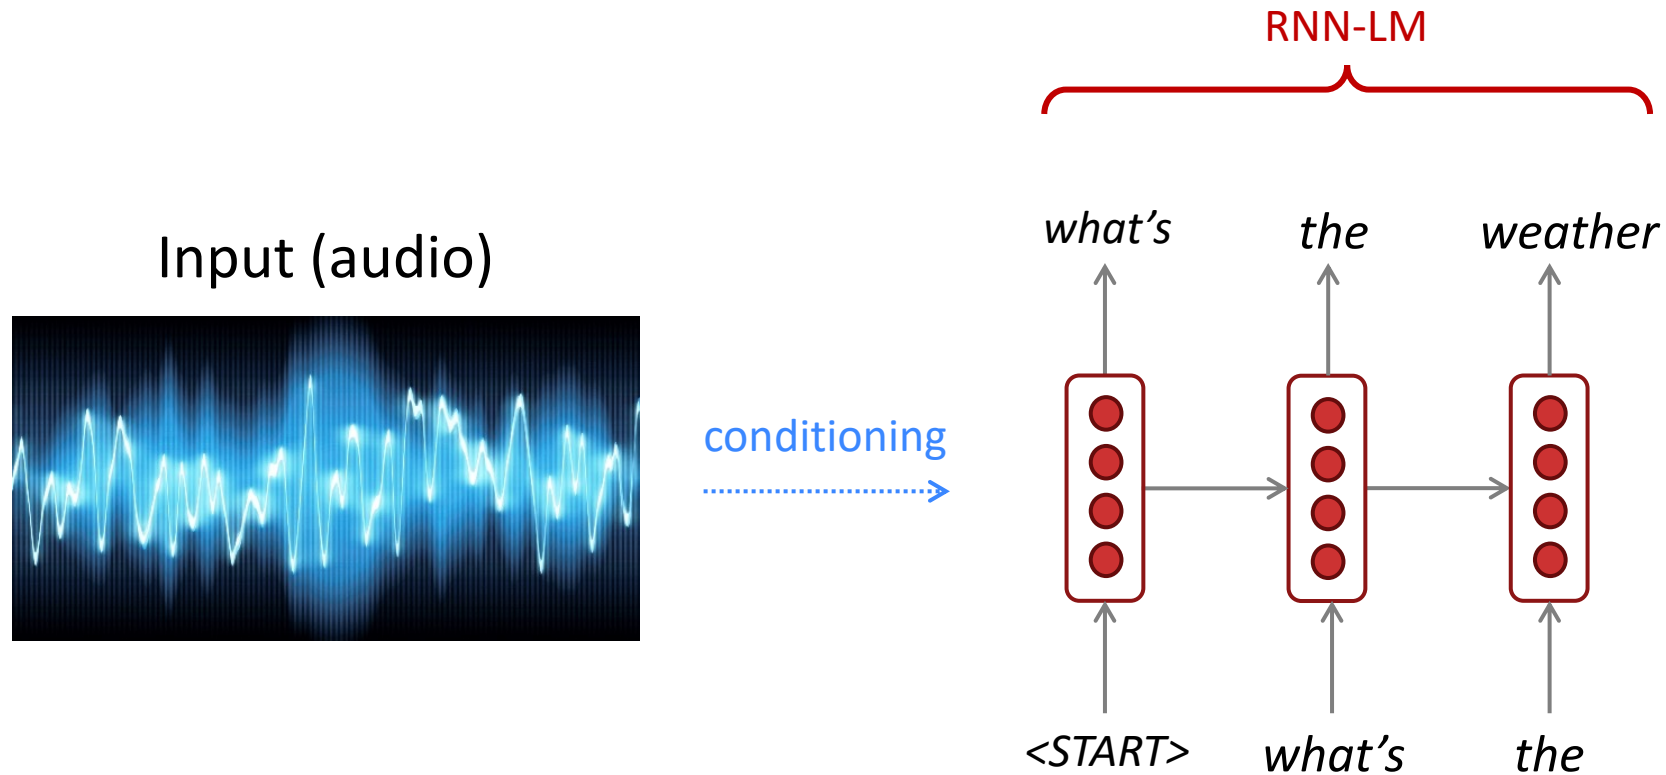 RNN-LM
what’s the weather
Input (audio)
conditioning
<START> what’s the